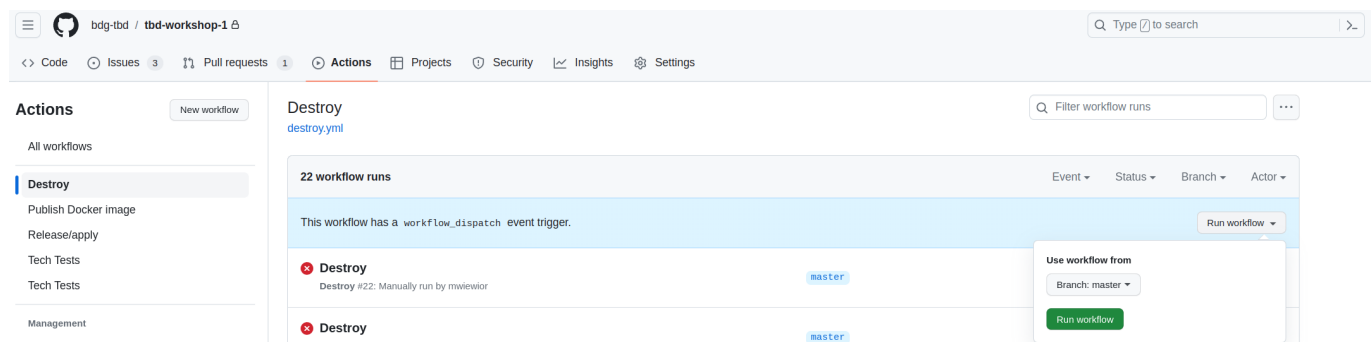 bdg-tbd / tbd-workshop-1
Type / to search
Code Issues 3 Pull requests 1 Actions Projects Security Insights Settings
Actions
New workflow
All workflows
Destroy
Publish Docker image
Release/apply
Tech Tests
Tech Tests
Management
Destroy
destroy.yml
Filter workflow runs
22 workflow runs
Event Status Branch Actor
This workflow has a workflow_dispatch event trigger.
Run workflow
Use workflow from
Branch: master
Run workflow
Destroy
Destroy #22: Manually run by mwiewior
master
Destroy
master